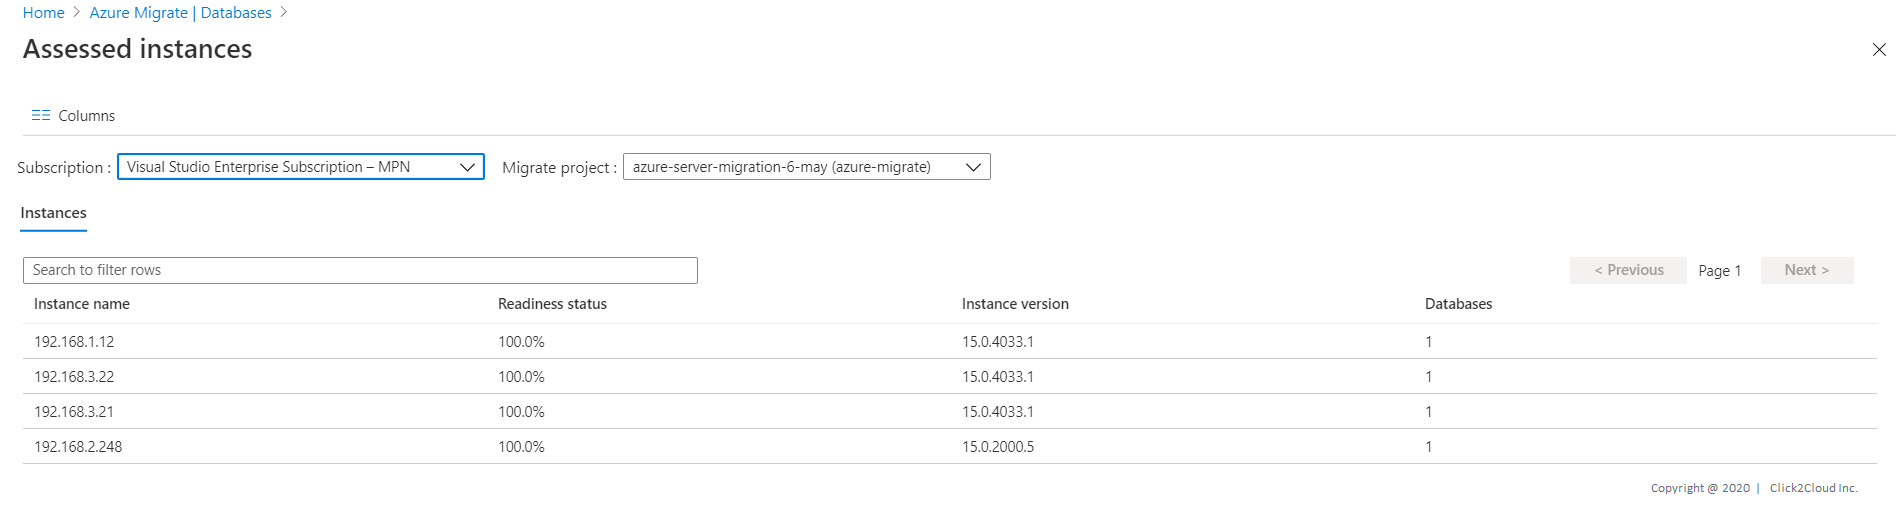 Home > Azure Migrate | Databases >
Assessed instances
Columns
Subscription : Visual Studio Enterprise Subscription – MPN Migrate project : azure-server-migration-6-may (azure-migrate)
Instances
Search to filter rows < Previous Page 1 Next >
Instance name Readiness status Instance version Databases
192.168.1.12 100.0% 15.0.4033.1 1
192.168.3.22 100.0% 15.0.4033.1 1
192.168.3.21 100.0% 15.0.4033.1 1
192.168.2.248 100.0% 15.0.2000.5 1
Copyright @ 2020 | Click2Cloud Inc.